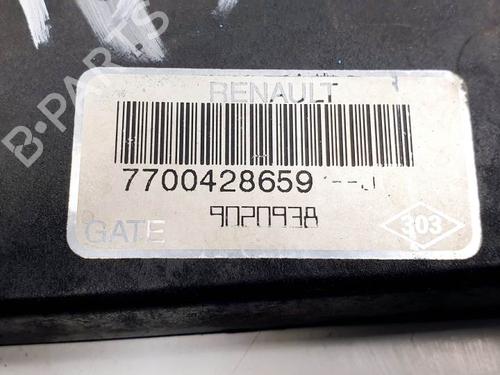 RENAULT
7700428659 --J
9020938
GATE
303
B-PARTS